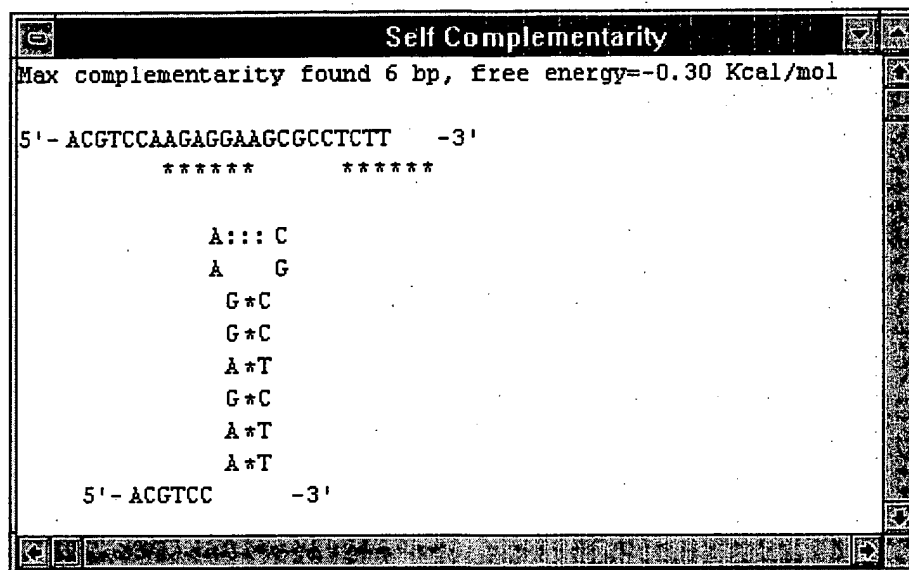 Self Complementarity
Max complementarity found 6 bp, free energy=-0.30 Kcal/mol
5'- ACGTCCAAGAGGAAGCGCCTCTT -3'
****** ******
A::: C
A G
G*C
G*C
A*T
G*C
A*T
A*T
5'- ACGTCC -3'